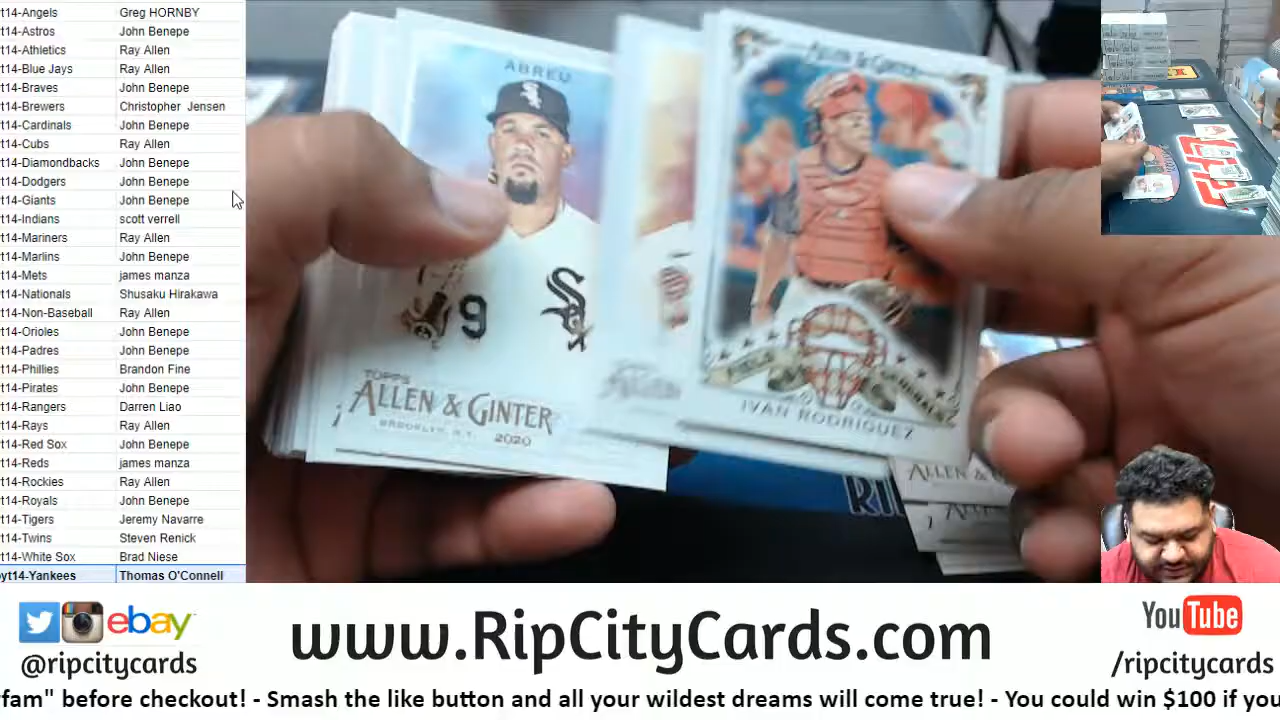 t14-Angels Greg HORNBY
t14-Astros John Benepe
t14-Athletics Ray Allen
t14-Blue Jays Ray Allen
t14-Braves John Benepe
t14-Brewers Christopher Jensen
t14-Cardinals John Benepe
t14-Cubs Ray Allen
t14-Diamondbacks John Benepe
t14-Dodgers John Benepe
t14-Giants John Benepe
t14-Indians scott verrell
t14-Mariners Ray Allen
t14-Marlins John Benepe
t14-Mets james manza
t14-Nationals Shusaku Hirakawa
t14-Non-Baseball Ray Allen
t14-Orioles John Benepe
t14-Padres John Benepe
t14-Phillies Brandon Fine
t14-Pirates John Benepe
t14-Rangers Darren Liao
t14-Rays Ray Allen
t14-Red Sox John Benepe
t14-Reds james manza
t14-Rockies Ray Allen
t14-Royals John Benepe
t14-Tigers Jeremy Navarre
t14-Twins Steven Renick
t14-White Sox Brad Niese
yt14-Yankees Thomas O'Connell
ABREU
Sox
9
Sox
TOPPS
ALLEN & GINTER
BROOKLYN, N.Y. 2020
Allen & Ginter
IVAN RODRIGUEZ
ALLEN &
ebay
@ripcitycards
www.RipCityCards.com
YouTube
/ripcitycards
rfam" before checkout! - Smash the like button and all your wildest dreams will come true! - You could win $100 if you